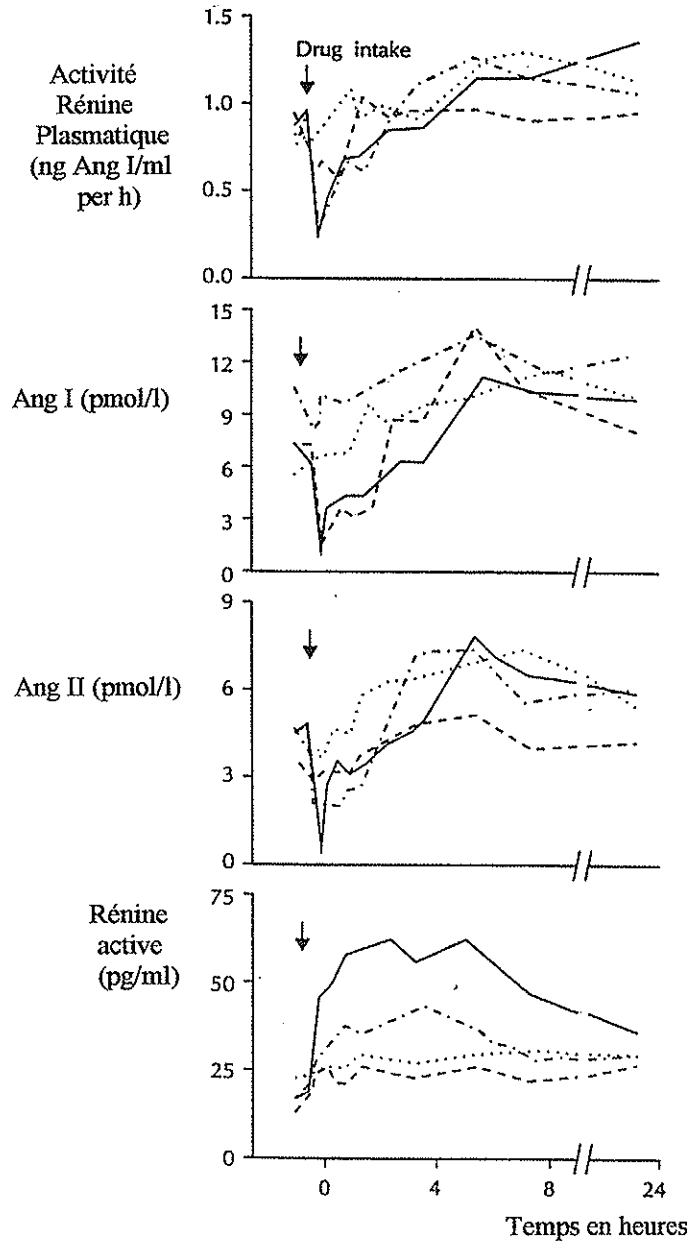 Activité
Rénine
Plasmatique
(ng Ang I/ml
per h)
1.5
1.0
0.5
0.0
Drug intake
Ang I (pmol/l)
15
12
9
6
3
0
Ang II (pmol/l)
9
6
3
0
Rénine
active
(pg/ml)
75
50
25
0
0 4 8 24
Temps en heures